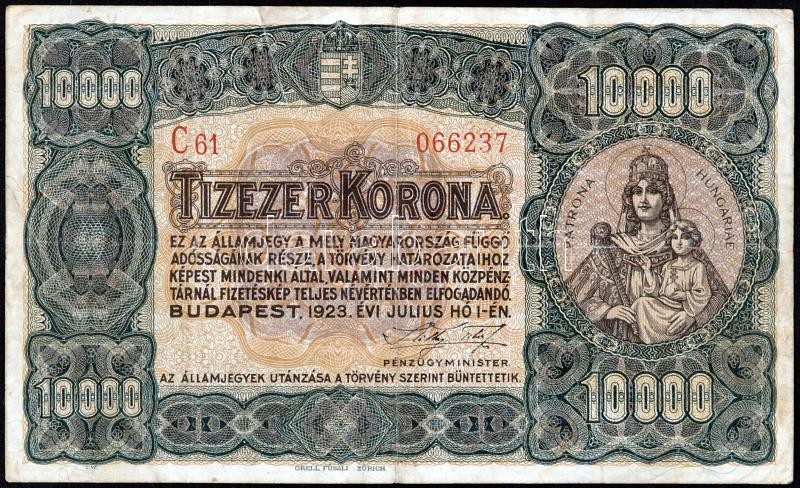 10000
10000
C 61
066237
TIZEZER KORONA.
EZ AZ ÁLLAMJEGY A MELY MAGYARORSZÁG FÜGGŐ
ADÓSSÁGÁNAK RÉSZE, A TÖRVÉNY HATÁROZATAIHOZ
KÉPEST MINDENKI ÁLTAL, VALAMINT MINDEN KÖZPÉNZ-
TÁRNÁL FIZETÉSKÉP TELJES NÉVÉRTÉKBEN ELFOGADANDÓ.
BUDAPEST, 1923. ÉVI JULIUS HÓ 1-ÉN.
PÉNZÜGYMINISTER.
AZ ÁLLAMJEGYEK UTÁNZÁSA A TÖRVÉNY SZERINT BÜNTETTETIK.
PATRONA HUNGARIAE
10000
10000
T.W.
ORELL FÜSSLI ZÜRICH